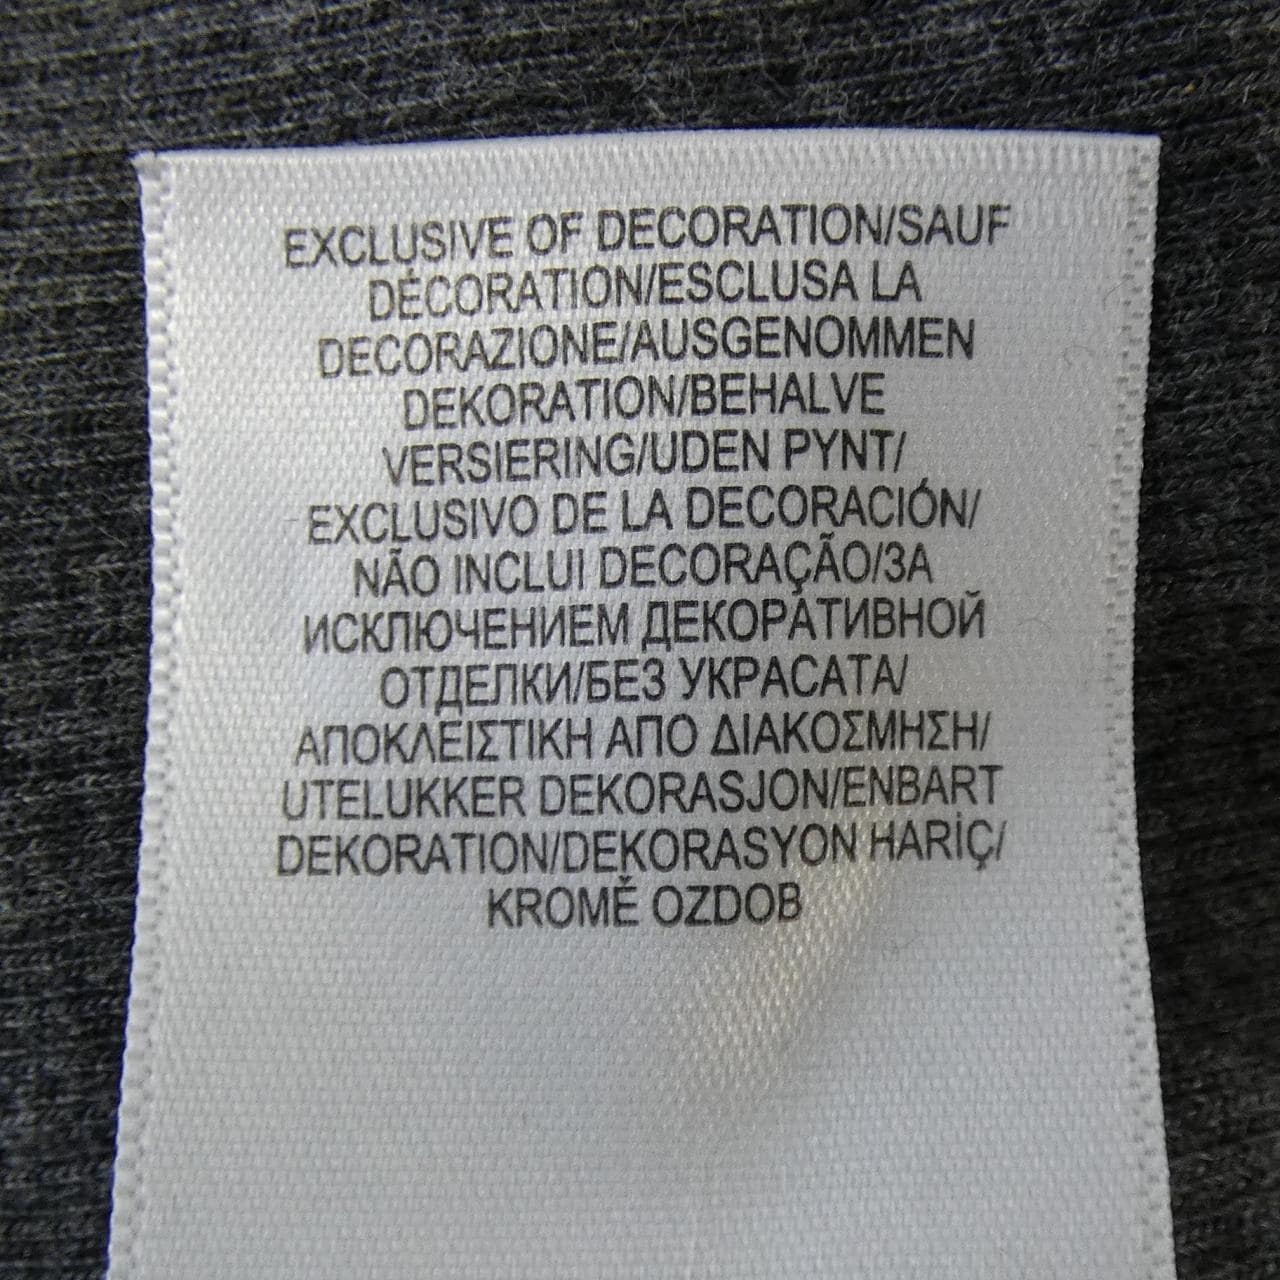 EXCLUSIVE OF DECORATION/SAUF
DÉCORATION/ESCLUSA LA
DECORAZIONE/AUSGENOMMEN
DEKORATION/BEHALVE
VERSIERING/UDEN PYNT/
EXCLUSIVO DE LA DECORACIÓN/
NÃO INCLUI DECORAÇÃO/ЗА
ИСКЛЮЧЕНИЕМ ДЕКОРАТИВНОЙ
ОТДЕЛКИ/БЕЗ УКРАСАТА/
ΑΠΟΚΛΕΙΣΤΙΚΗ ΑΠΟ ΔΙΑΚΟΣΜΗΣΗ/
UTELUKKER DEKORASJON/ENBART
DEKORATION/DEKORASYON HARİÇ/
KROMĚ OZDOB